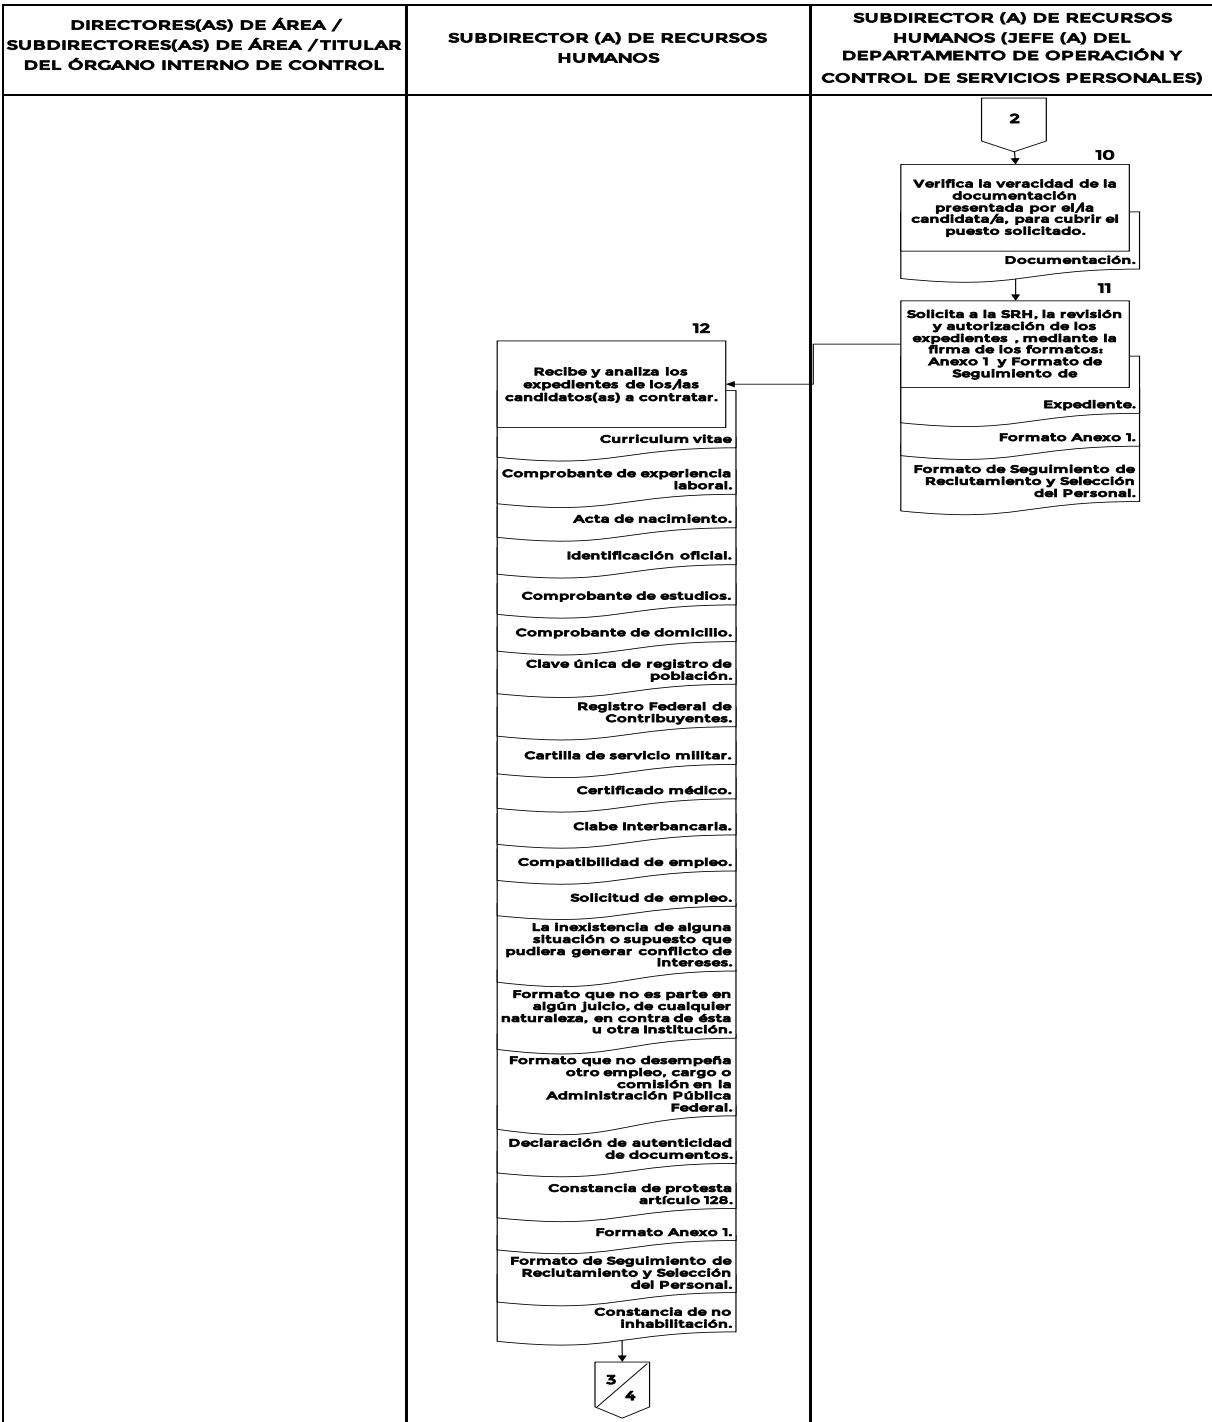 DIRECTORES(AS) DE ÁREA /
SUBDIRECTORES(AS) DE ÁREA / TITULAR
DEL ÓRGANO INTERNO DE CONTROL
SUBDIRECTOR (A) DE RECURSOS
HUMANOS
SUBDIRECTOR (A) DE RECURSOS
HUMANOS (JEFE (A) DEL
DEPARTAMENTO DE OPERACIÓN Y
CONTROL DE SERVICIOS PERSONALES)
2
10
Verifica la veracidad de la
documentación
presentada por el/la
candidata/a, para cubrir el
puesto solicitado.
Documentación.
11
Solicita a la SRH, la revisión
y autorización de los
expedientes , mediante la
firma de los formatos:
Anexo 1 y Formato de
Seguimiento de
Expediente.
Formato Anexo 1.
Formato de Seguimiento de
Reclutamiento y Selección
del Personal.
12
Recibe y analiza los
expedientes de los/las
candidatos(as) a contratar.
Curriculum vitae
Comprobante de experiencia
laboral.
Acta de nacimiento.
Identificación oficial.
Comprobante de estudios.
Comprobante de domicilio.
Clave única de registro de
población.
Registro Federal de
Contribuyentes.
Cartilla de servicio militar.
Certificado médico.
Clabe Interbancaria.
Compatibilidad de empleo.
Solicitud de empleo.
La inexistencia de alguna
situación o supuesto que
pudiera generar conflicto de
intereses.
Formato que no es parte en
algún juicio, de cualquier
naturaleza, en contra de ésta
u otra Institución.
Formato que no desempeña
otro empleo, cargo o
comisión en la
Administración Pública
Federal.
Declaración de autenticidad
de documentos.
Constancia de protesta
artículo 128.
Formato Anexo 1.
Formato de Seguimiento de
Reclutamiento y Selección
del Personal.
Constancia de no
inhabilitación.
3
4